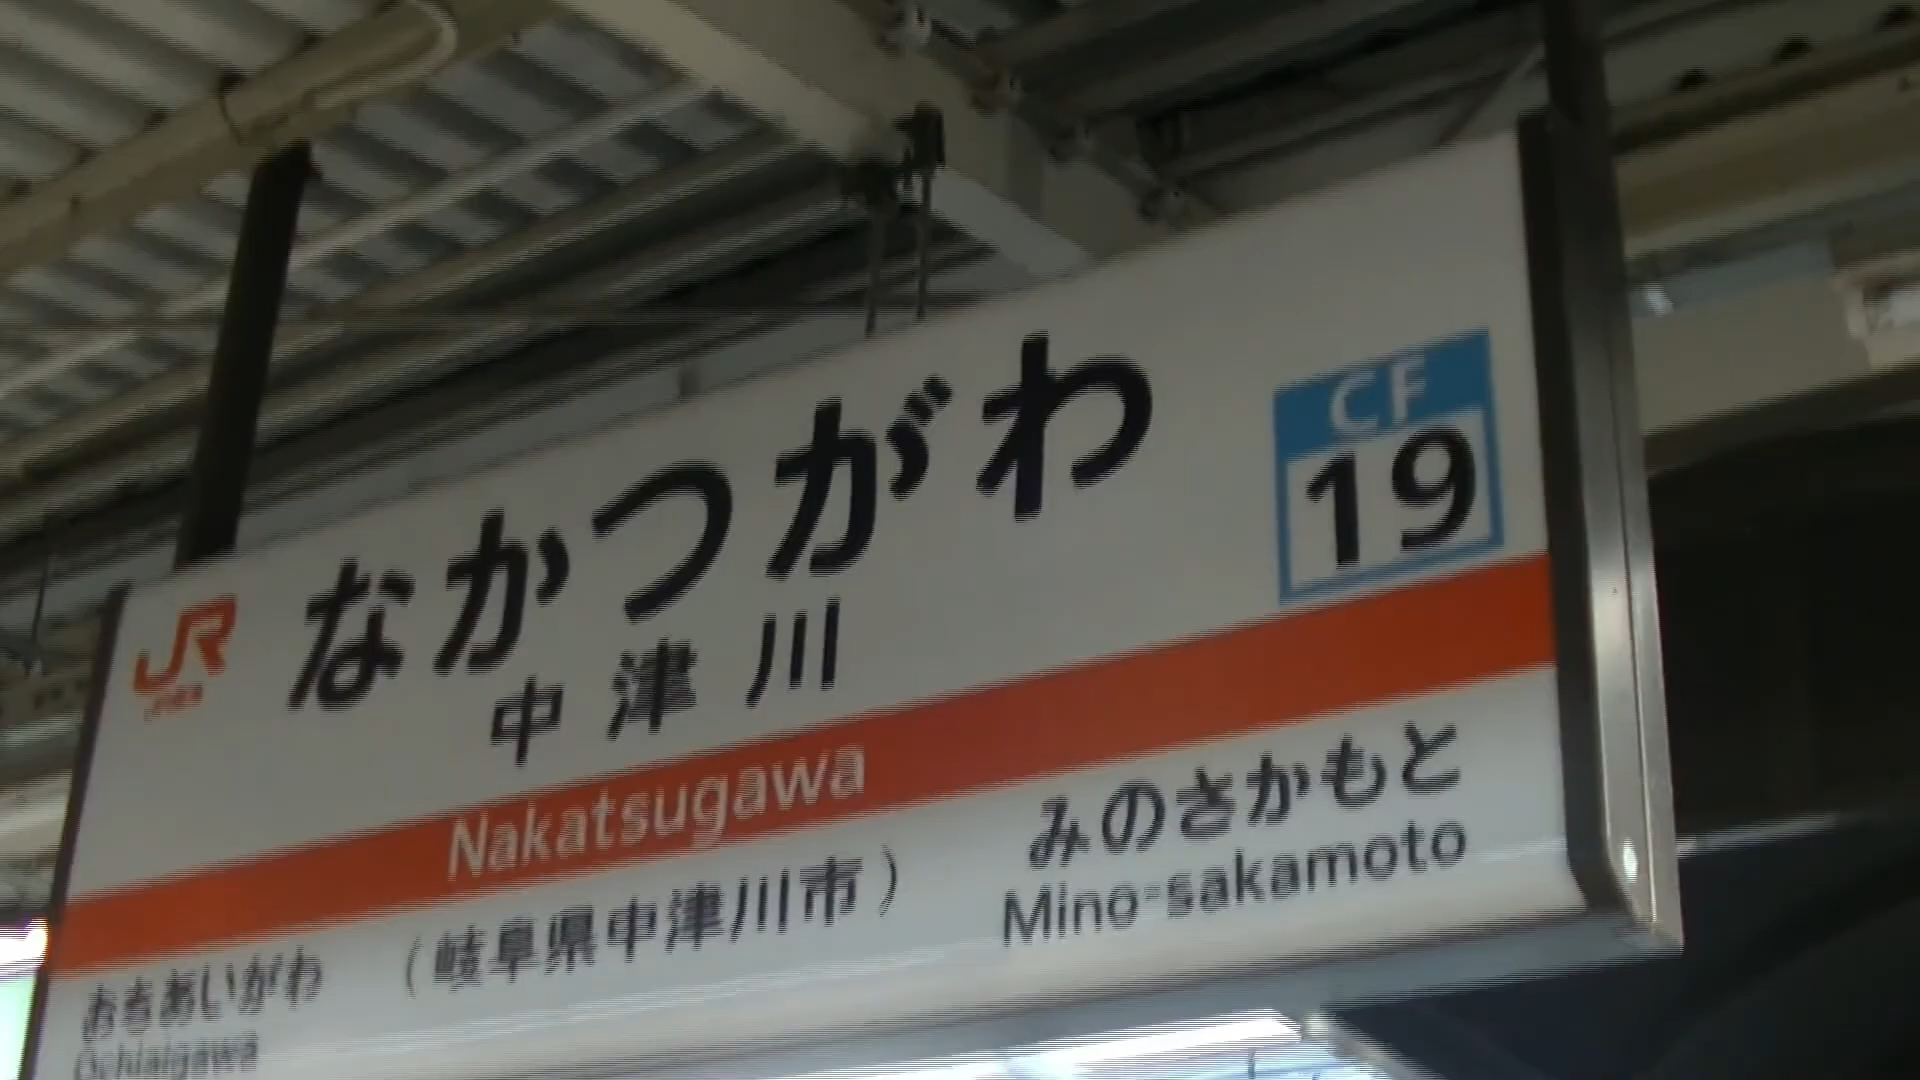 JR
なかつがわ
CF
19
中津川
Nakatsugawa
(岐阜県中津川市)
みのさかもと
Mino-sakamoto
おちあいがわ
Ochiaigawa